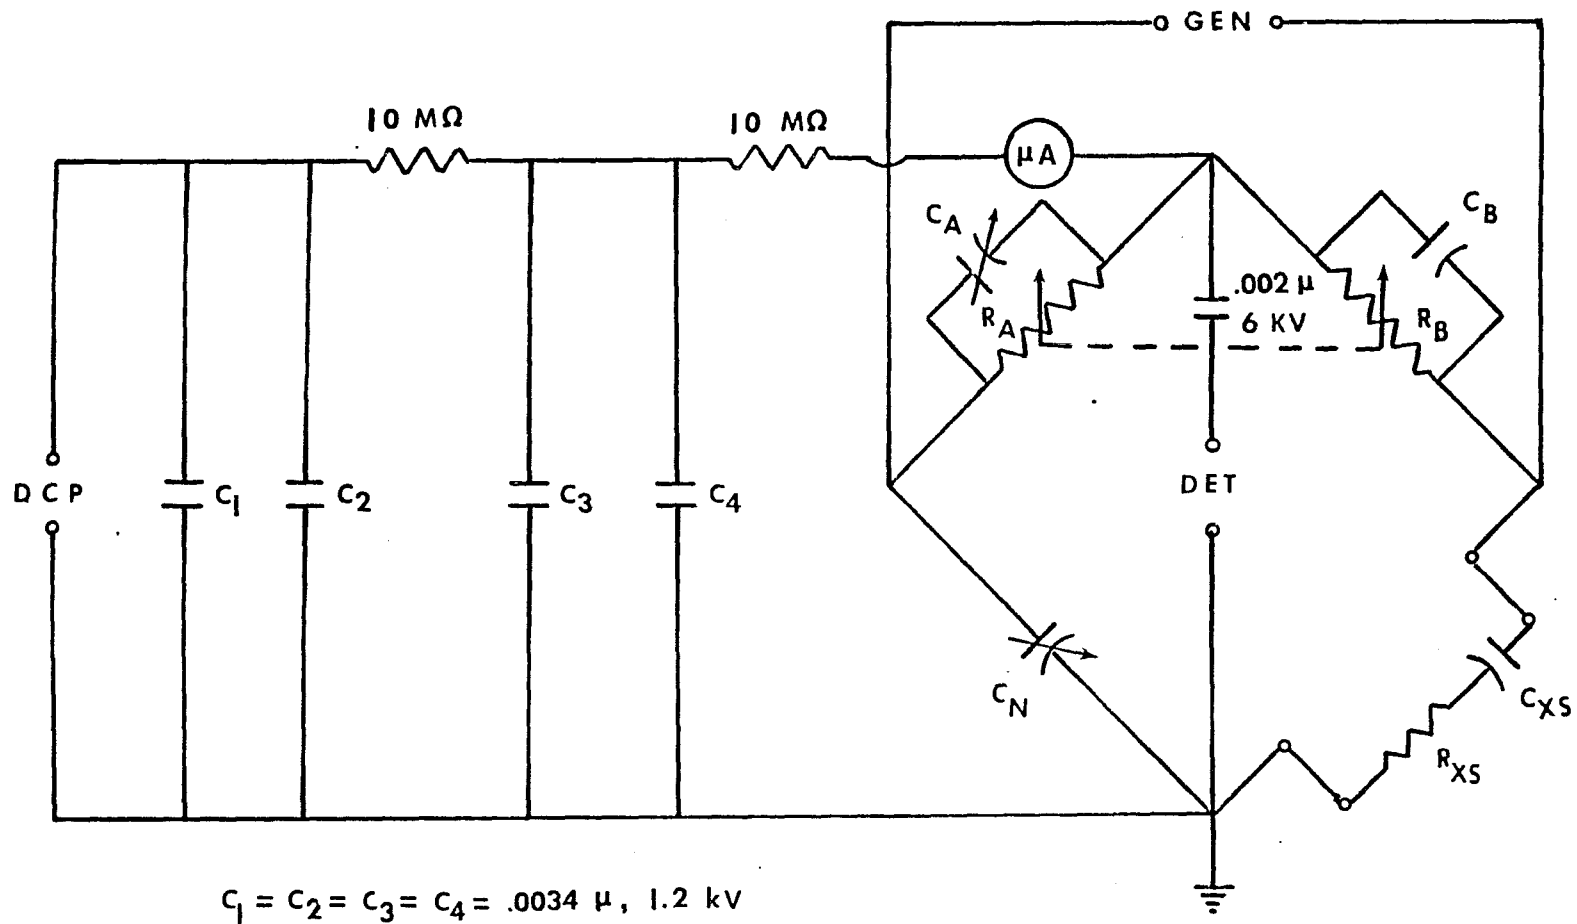 GEN
10 MΩ
10 MΩ
μA
C_A
C_B
R_A
.002 μ
6 KV
R_B
DCP
C_1
C_2
C_3
C_4
DET
C_N
C_XS
R_XS
C_1 = C_2 = C_3 = C_4 = .0034 μ, 1.2 kV